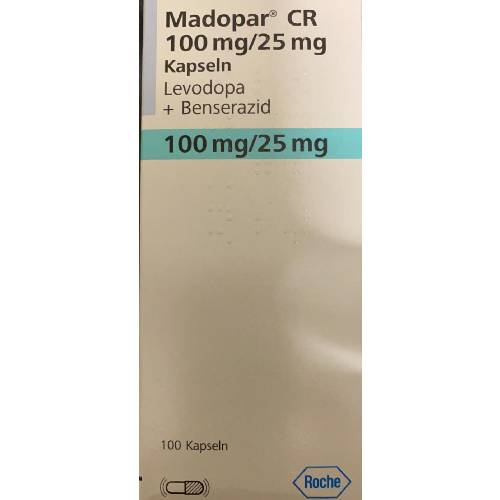 Madopar® CR
100 mg/25 mg
Kapseln
Levodopa
+ Benserazid
100 mg/25 mg
100 Kapseln
Roche